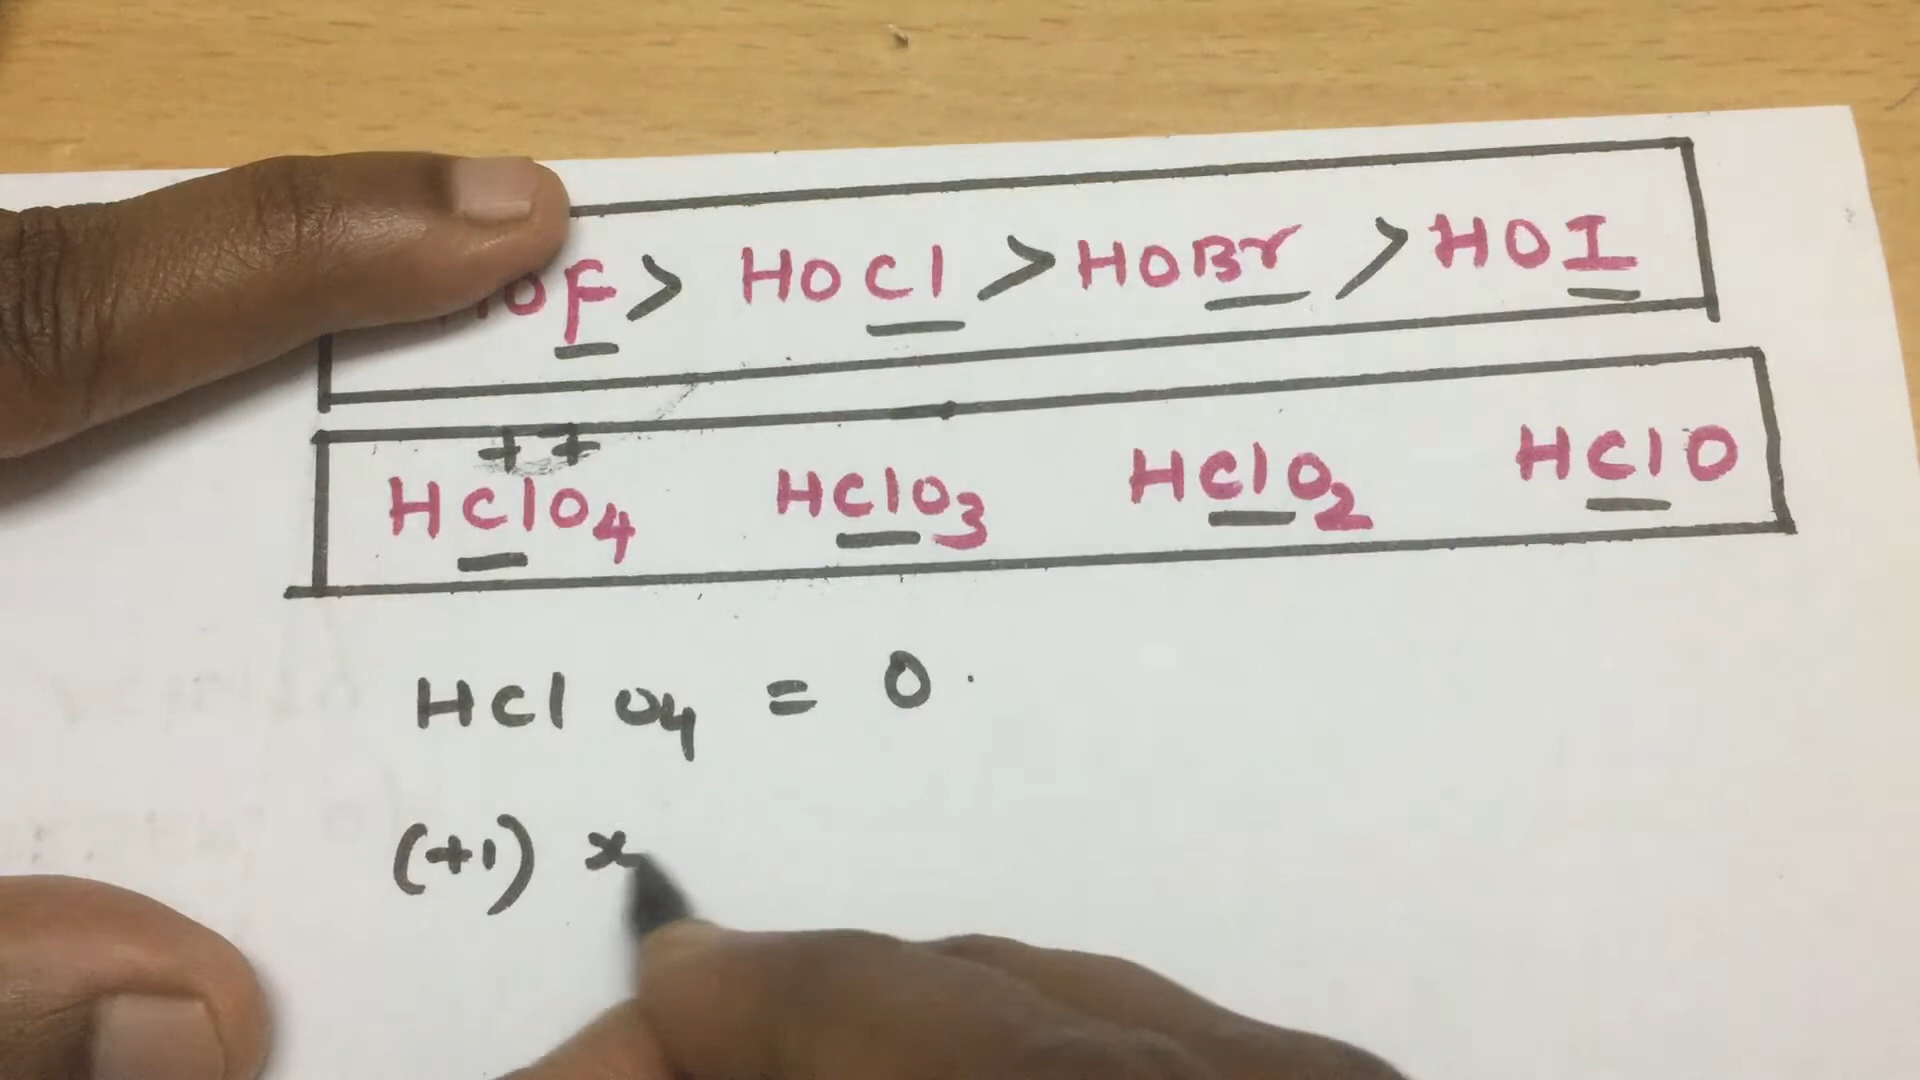 OF > HOCl > HOBr > HOI
++
HClO4 HClO3 HClO2 HClO
HCl O4 = 0.
(+1) x